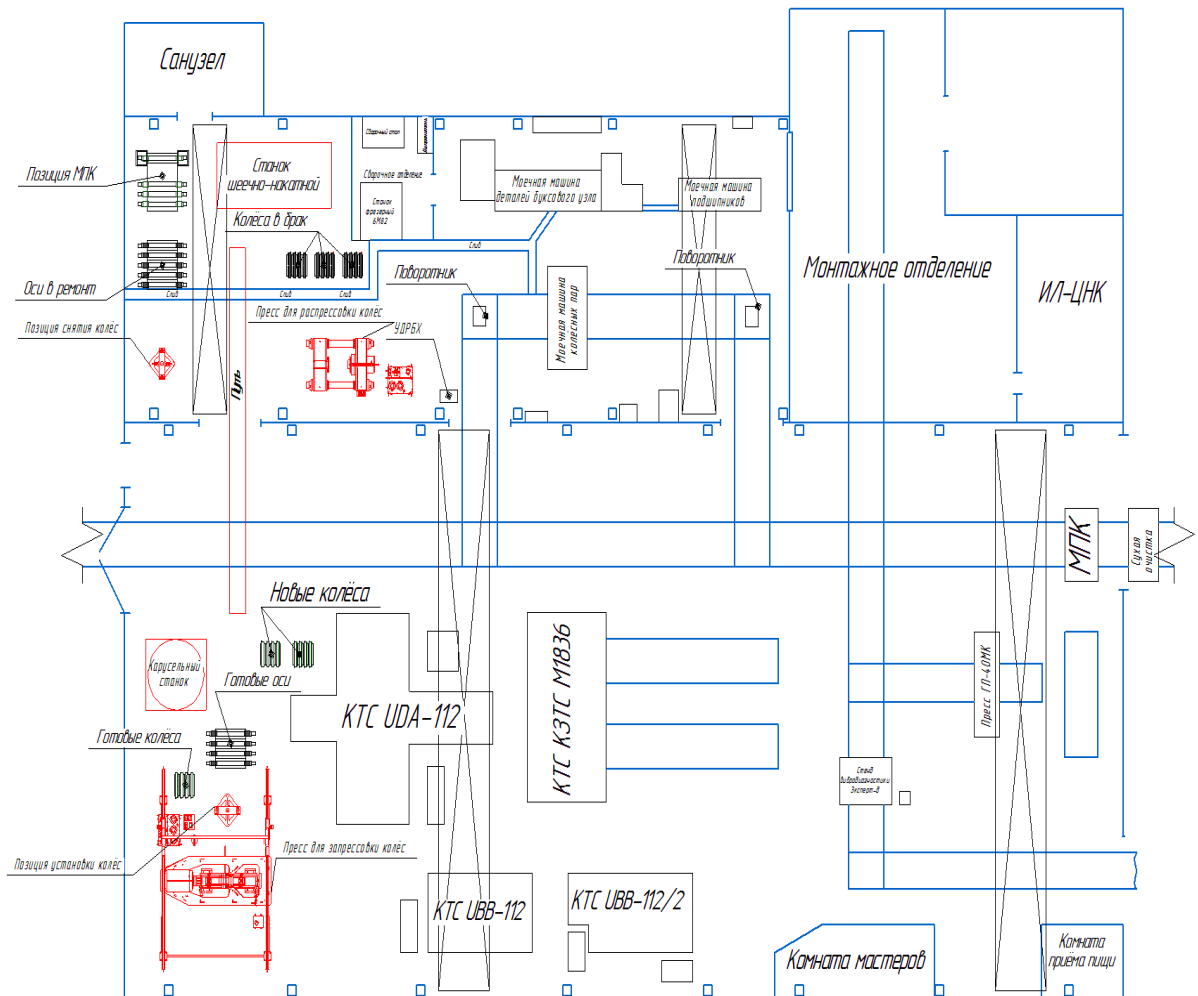 Санузел
Позиция МПК
Станок
шеечно-накатной
Сборочный стол
Сборочное отделение
Станок
фрезерный
6М82
Моечная машина
деталей буксового узла
Моечная машина
подшипников
Колёса в брак
Слив
Оси в ремонт
Слив
Слив
Слив
Поворотник
Поворотник
Монтажное отделение
ИЛ-ЦНК
Позиция снятия колёс
Пресс для распрессовки колёс
УДРБХ
Моечная машина
колесных пар
Путь
МПК
Сухая
очистка
Новые колёса
Карусельный
станок
Готовые оси
КТС UDA-112
КТС КЗТС М1836
Пресс ГП-40МК
Готовые колёса
Стенд
вибродиагностики
Эксперт-В
Позиция установки колёс
Пресс для запрессовки колёс
КТС UBB-112
КТС UBB-112/2
Комната мастеров
Комната
приёма пищи